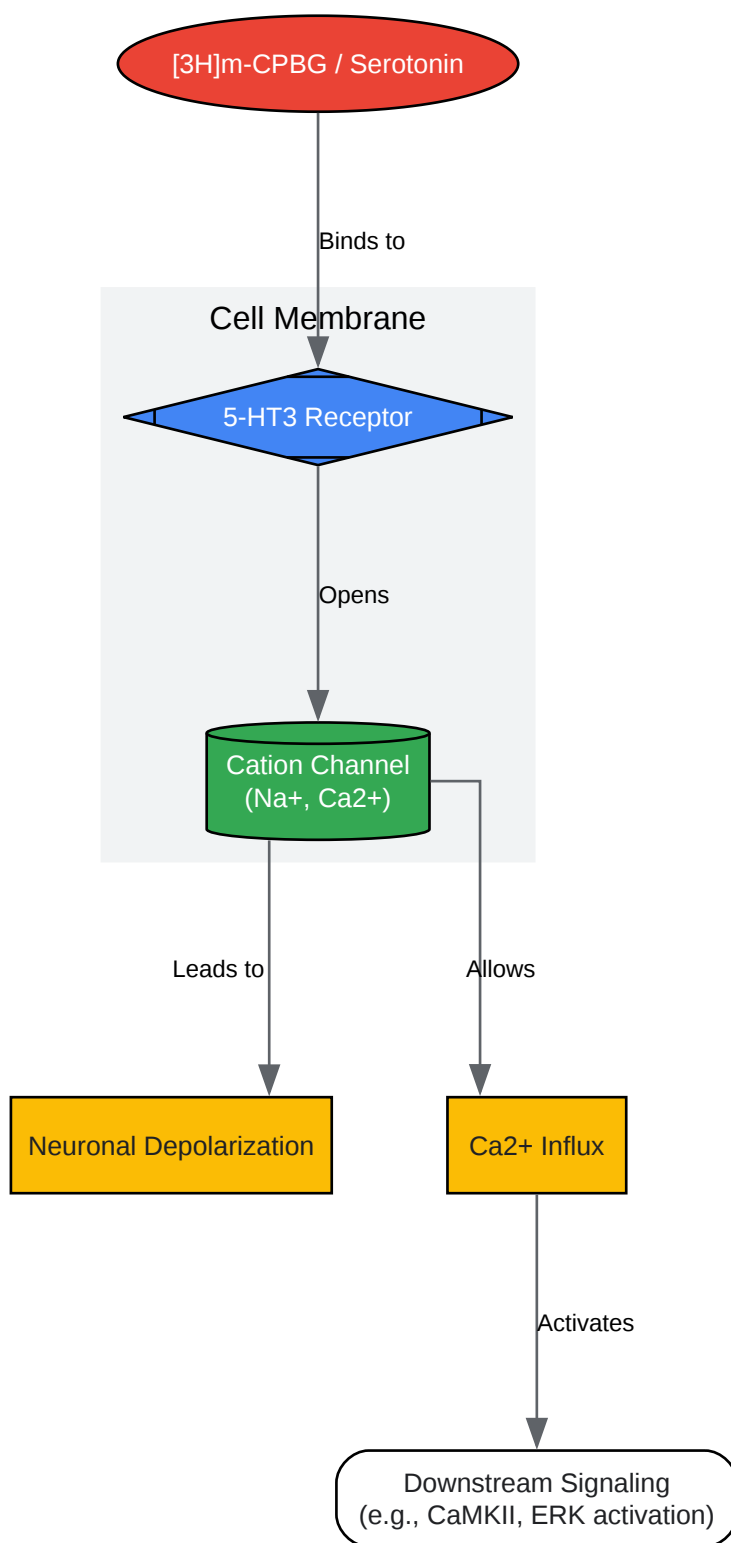 [3H]m-CPBG / Serotonin
Binds to
Cell Membrane
5-HT3 Receptor
Opens
Cation Channel
(Na+, Ca2+)
Leads to
Allows
Neuronal Depolarization
Ca2+ Influx
Activates
Downstream Signaling
(e.g., CaMKII, ERK activation)